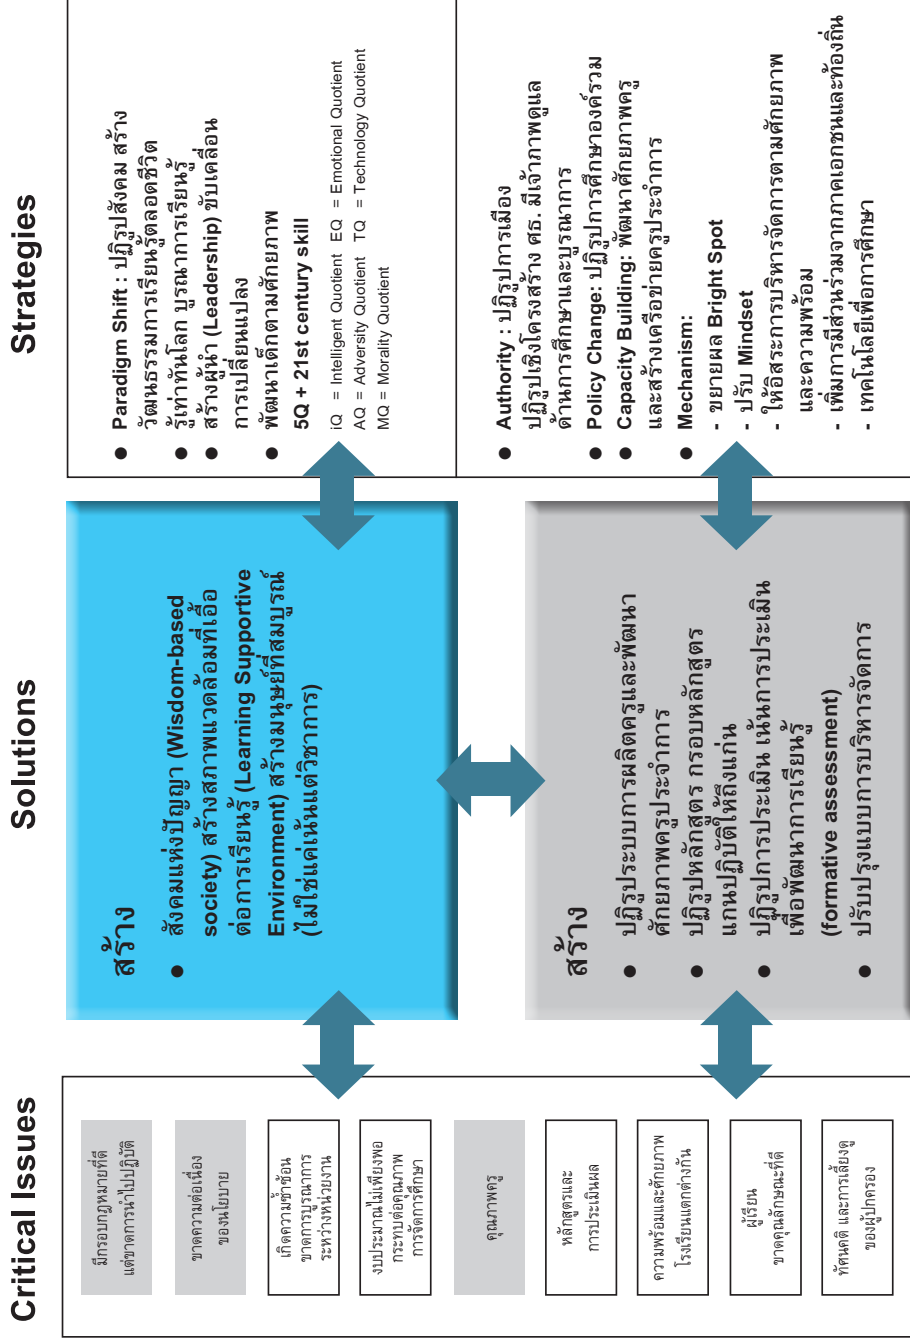 Critical Issues
มีกรอบกฎหมายที่ดี
แต่ขาดการนำไปปฏิบัติ
ขาดความต่อเนื่อง
ของนโยบาย
เกิดความซ้ำซ้อน
ขาดการบูรณาการ
ระหว่างหน่วยงาน
งบประมาณไม่เพียงพอ
กระทบต่อคุณภาพ
การจัดการศึกษา
คุณภาพครู
หลักสูตรและ
การประเมินผล
ความพร้อมและศักยภาพ
โรงเรียนแตกต่างกัน
ผู้เรียน
ขาดคุณลักษณะที่ดี
ทัศนคติ และการเลี้ยงดู
ของผู้ปกครอง
Solutions
สร้าง
● สังคมแห่งปัญญา (Wisdom-based
society) สร้างสภาพแวดล้อมที่เอื้อ
ต่อการเรียนรู้ (Learning Supportive
Environment) สร้างมนุษย์ที่สมบูรณ์
(ไม่ใช่แค่เน้นแต่วิชาการ)
สร้าง
● ปฏิรูประบบการผลิตครูและพัฒนา
ศักยภาพครูประจำการ
● ปฏิรูปหลักสูตร กรอบหลักสูตร
แกนปฏิบัติให้ถึงแก่น
● ปฏิรูปการประเมิน เน้นการประเมิน
เพื่อพัฒนาการเรียนรู้
(formative assessment)
● ปรับปรุงแบบการบริหารจัดการ
Strategies
● Paradigm Shift : ปฏิรูปสังคม สร้าง
วัฒนธรรมการเรียนรู้ตลอดชีวิต
● รู้เท่าทันโลก บูรณาการเรียนรู้
● สร้างผู้นำ (Leadership) ขับเคลื่อน
การเปลี่ยนแปลง
● พัฒนาเด็กตามศักยภาพ
5Q + 21st century skill
IQ = Intelligent Quotient EQ = Emotional Quotient
AQ = Adversity Quotient TQ = Technology Quotient
MQ = Morality Quotient
● Authority : ปฏิรูปการเมือง
ปฏิรูปเชิงโครงสร้าง ศธ. มีเจ้าภาพดูแล
ด้านการศึกษาและบูรณาการ
● Policy Change: ปฏิรูปการศึกษาองค์รวม
● Capacity Building: พัฒนาศักยภาพครู
และสร้างเครือข่ายครูประจำการ
● Mechanism:
- ขยายผล Bright Spot
- ปรับ Mindset
- ให้อิสระการบริหารจัดการตามศักยภาพ
และความพร้อม
- เพิ่มการมีส่วนร่วมจากภาคเอกชนและท้องถิ่น
- เทคโนโลยีเพื่อการศึกษา